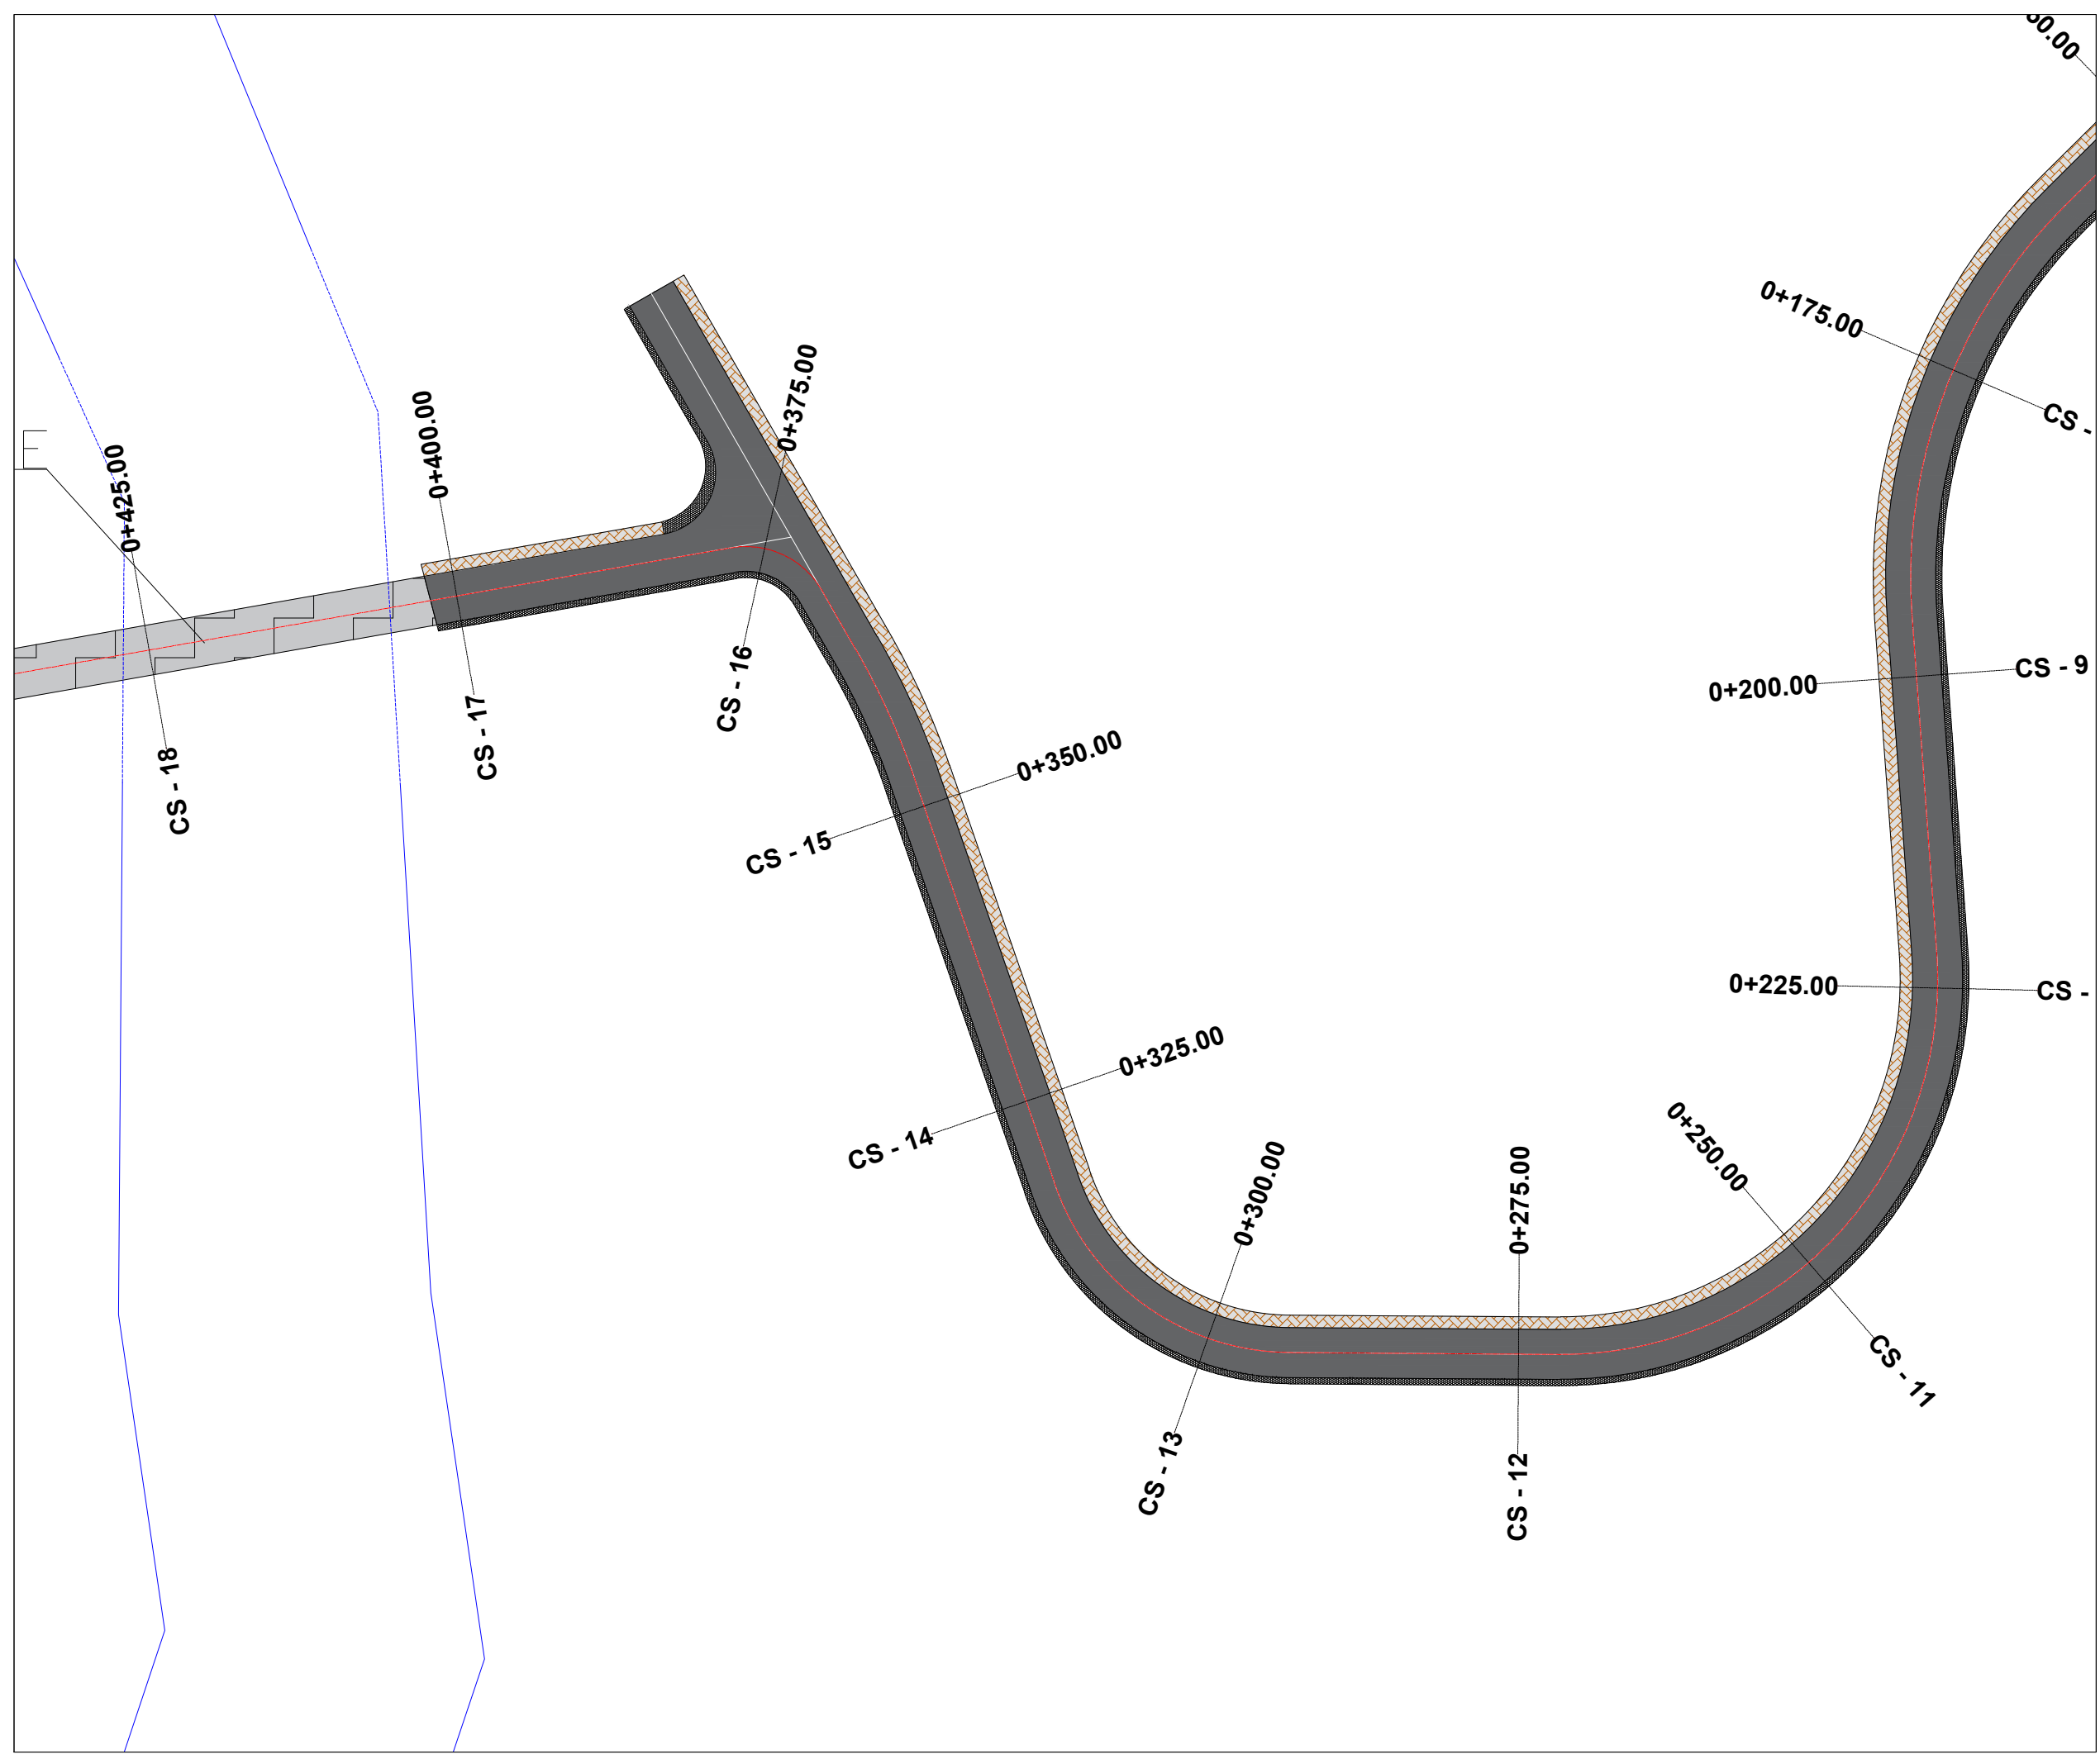 0+175.00
CS -
0+375.00
0+400.00
0+425.00
CS - 9
0+200.00
CS - 16
CS - 17
CS - 18
0+350.00
CS - 15
0+225.00
CS -
0+325.00
CS - 14
0+250.00
0+300.00
0+275.00
CS - 11
CS - 13
CS - 12